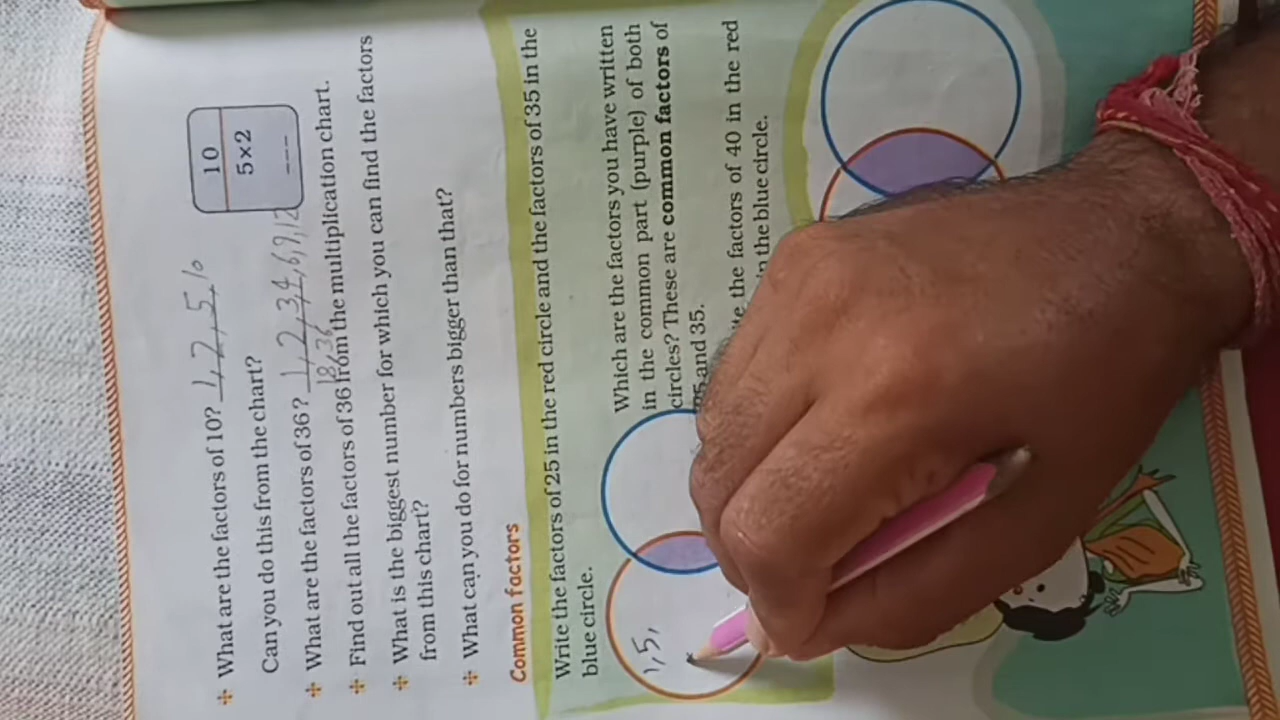 ✢ What are the factors of 10? 1, 2, 5, 10
Can you do this from the chart?
10
5×2
✢ What are the factors of 36? 1, 2, 3, 4, 6, 9, 12
18, 36
✢ Find out all the factors of 36 from the multiplication chart.
✢ What is the biggest number for which you can find the factors
from this chart?
✢ What can you do for numbers bigger than that?
Common factors
Write the factors of 25 in the red circle and the factors of 35 in the
blue circle.
1, 5,
Which are the factors you have written
in the common part (purple) of both
circles? These are common factors of
25 and 35.
the factors of 40 in the red
in the blue circle.